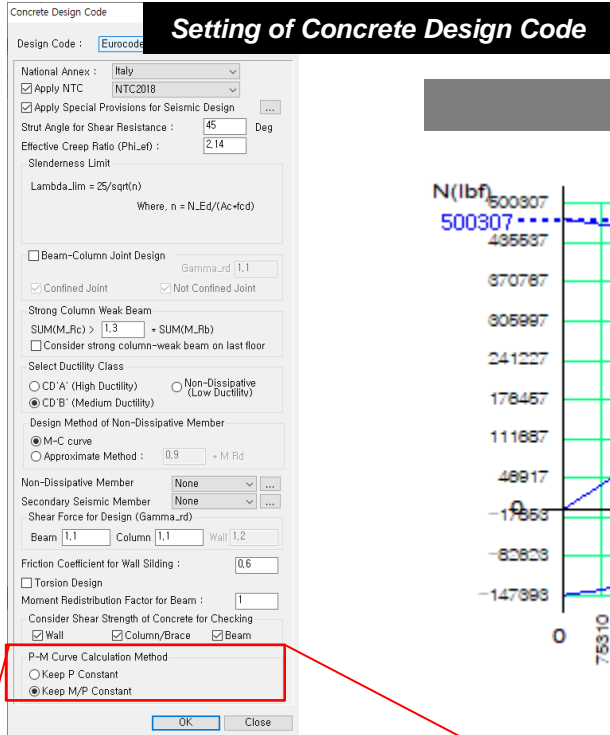 Concrete Design Code
Setting of Concrete Design Code
Design Code : Eurocode
National Annex : Italy
Apply NTC NTC2018
Apply Special Provisions for Seismic Design ...
Strut Angle for Shear Resistance : 45 Deg
Effective Creep Ratio (Phi_ef) : 2,14
Slenderness Limit
Lambda_lim = 25/sqrt(n)
Where, n = N_Ed/(Ac*fcd)
Beam-Column Joint Design
Gamma_rd 1,1
Confined Joint Not Confined Joint
Strong Column Weak Beam
SUM(M_Rc) > 1,3 * SUM(M_Rb)
Consider strong column-weak beam on last floor
Select Ductility Class
CD'A' (High Ductility) Non-Dissipative
(Low Ductility)
CD'B' (Medium Ductility)
Design Method of Non-Dissipative Member
M-C curve
Approximate Method : 0,9 * M Rd
Non-Dissipative Member None ...
Secondary Seismic Member None ...
Shear Force for Design (Gamma_rd)
Beam 1,1 Column 1,1 Wall 1,2
Friction Coefficient for Wall Silding : 0,6
Torsion Design
Moment Redistribution Factor for Beam : 1
Consider Shear Strength of Concrete for Checking
Wall Column/Brace Beam
P-M Curve Calculation Method
Keep P Constant
Keep M/P Constant
OK Close
N(lbf)
500307
500307
435537
370767
305997
241227
176457
111687
46917
0
-17853
-82623
-147393
0
75310